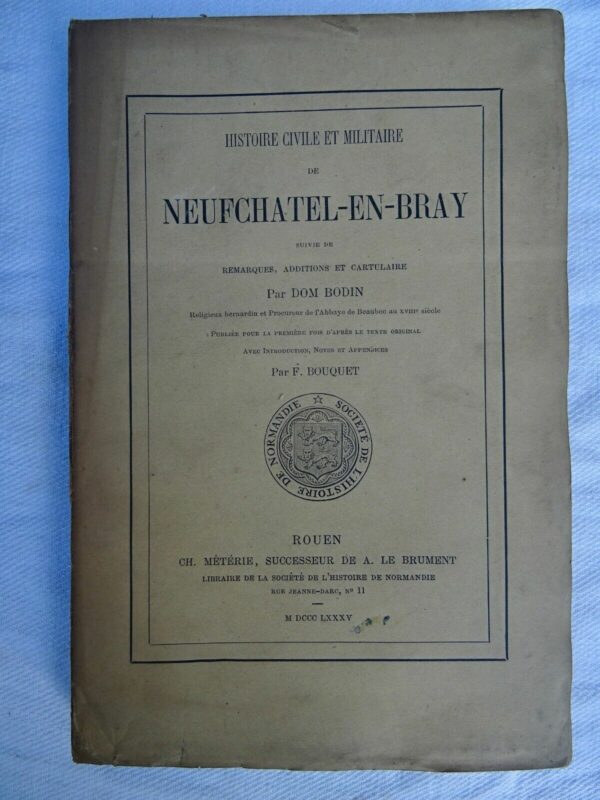 HISTOIRE CIVILE ET MILITAIRE
DE
NEUFCHATEL-EN-BRAY
SUIVIE DE
REMARQUES, ADDITIONS ET CARTULAIRE
Par DOM BODIN
Religieux bernardin et Procureur de l'Abbaye de Beaubec au XVIIIe siècle
PUBLIÉE POUR LA PREMIÈRE FOIS D'APRÈS LE TEXTE ORIGINAL
AVEC INTRODUCTION, NOTES ET APPENDICES
Par F. BOUQUET
SOCIETE DE L'HISTOIRE DE NORMANDIE
ROUEN
CH. MÉTÉRIE, SUCCESSEUR DE A. LE BRUMENT
LIBRAIRE DE LA SOCIÉTÉ DE L'HISTOIRE DE NORMANDIE
RUE JEANNE-DARC, No 11
M DCCC LXXXV